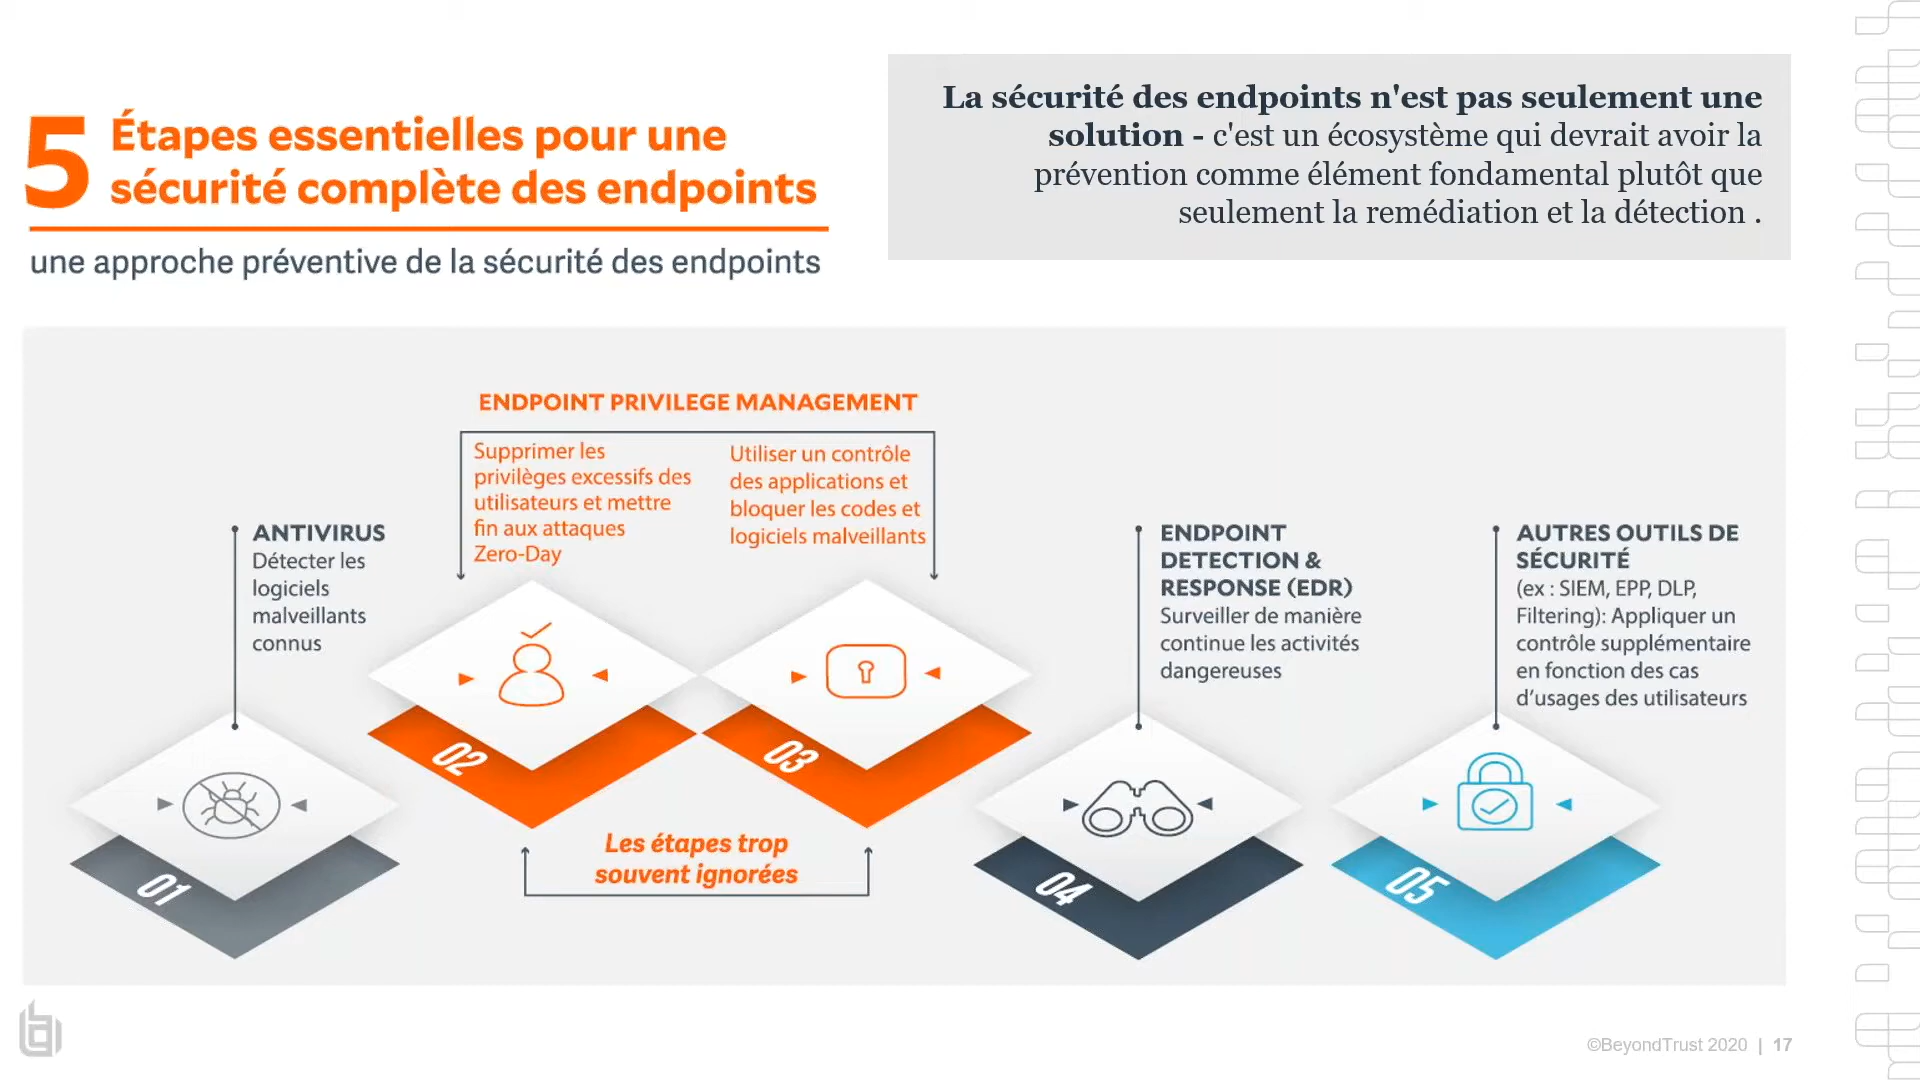 5
Étapes essentielles pour une
sécurité complète des endpoints
une approche préventive de la sécurité des endpoints
La sécurité des endpoints n'est pas seulement une
solution - c'est un écosystème qui devrait avoir la
prévention comme élément fondamental plutôt que
seulement la remédiation et la détection .
ENDPOINT PRIVILEGE MANAGEMENT
Supprimer les
privilèges excessifs des
utilisateurs et mettre
fin aux attaques
Zero-Day
Utiliser un contrôle
des applications et
bloquer les codes et
logiciels malveillants
ANTIVIRUS
Détecter les
logiciels
malveillants
connus
ENDPOINT
DETECTION &
RESPONSE (EDR)
Surveiller de manière
continue les activités
dangereuses
AUTRES OUTILS DE
SÉCURITÉ
(ex : SIEM, EPP, DLP,
Filtering): Appliquer un
contrôle supplémentaire
en fonction des cas
d’usages des utilisateurs
01
02
03
04
05
Les étapes trop
souvent ignorées
©BeyondTrust 2020 | 17